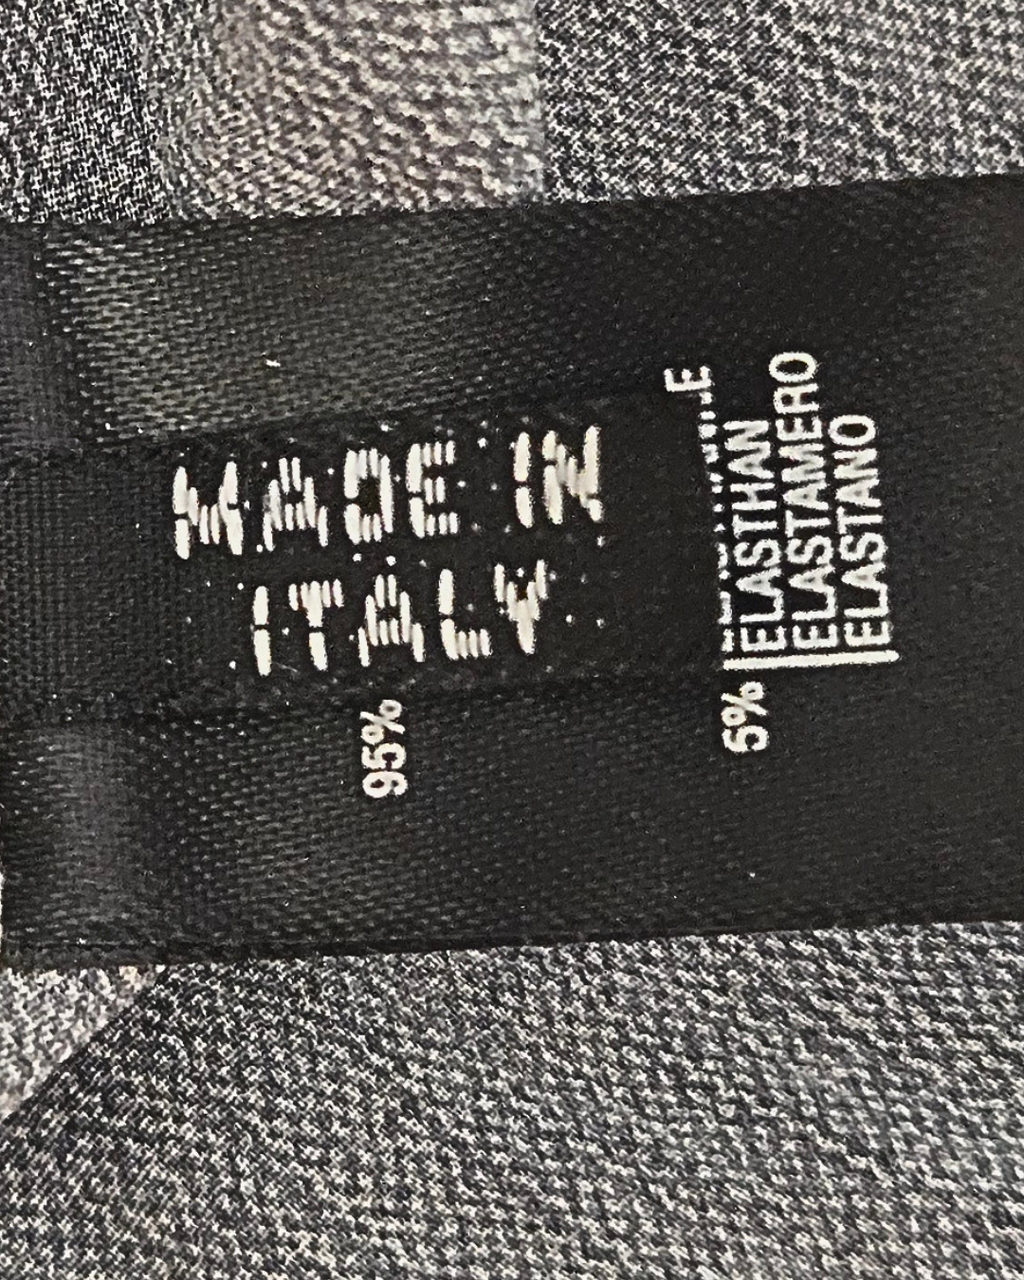 MADE IN
ITALY
95%
5%
ELASTHAN
ELASTAMERO
ELASTANO